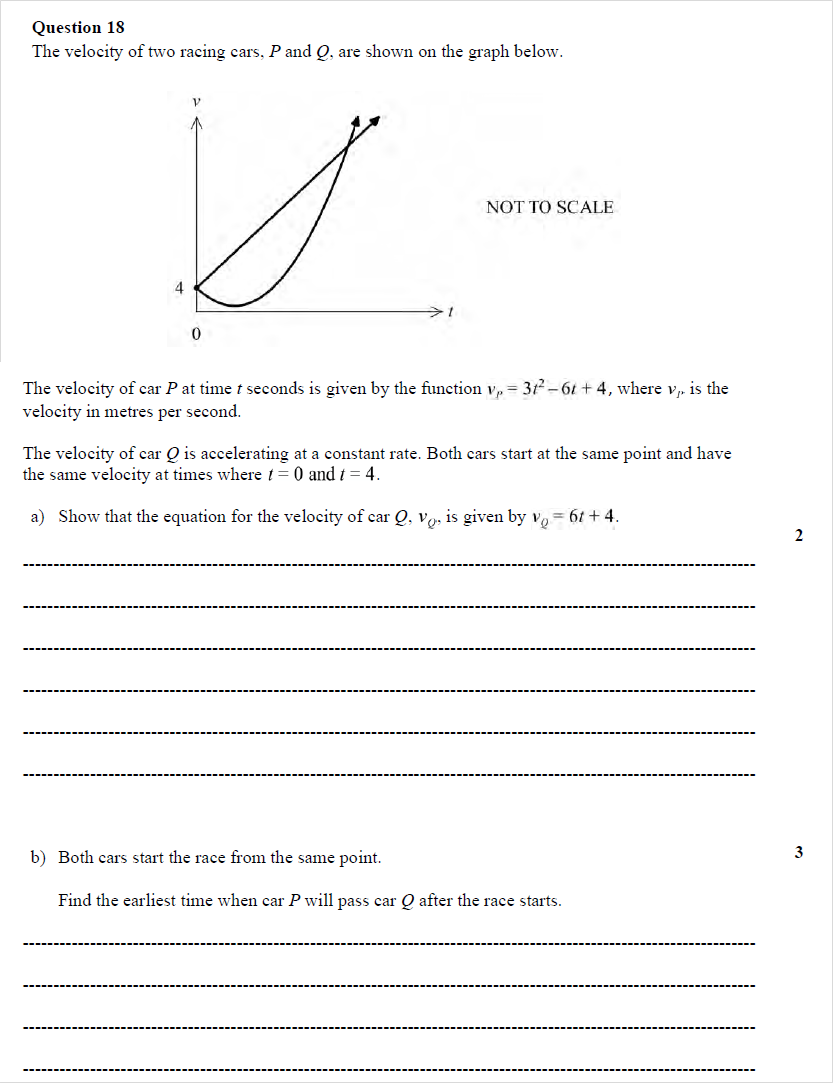 Question 18
The velocity of two racing cars, P and Q, are shown on the graph below.
v
NOT TO SCALE
4
t
0
The velocity of car P at time t seconds is given by the function vₚ = 3t² – 6t + 4, where vₚ is the
velocity in metres per second.
The velocity of car Q is accelerating at a constant rate. Both cars start at the same point and have
the same velocity at times where t = 0 and t = 4.
a) Show that the equation for the velocity of car Q, v_Q, is given by v_Q = 6t + 4.
2
b) Both cars start the race from the same point.
3
Find the earliest time when car P will pass car Q after the race starts.